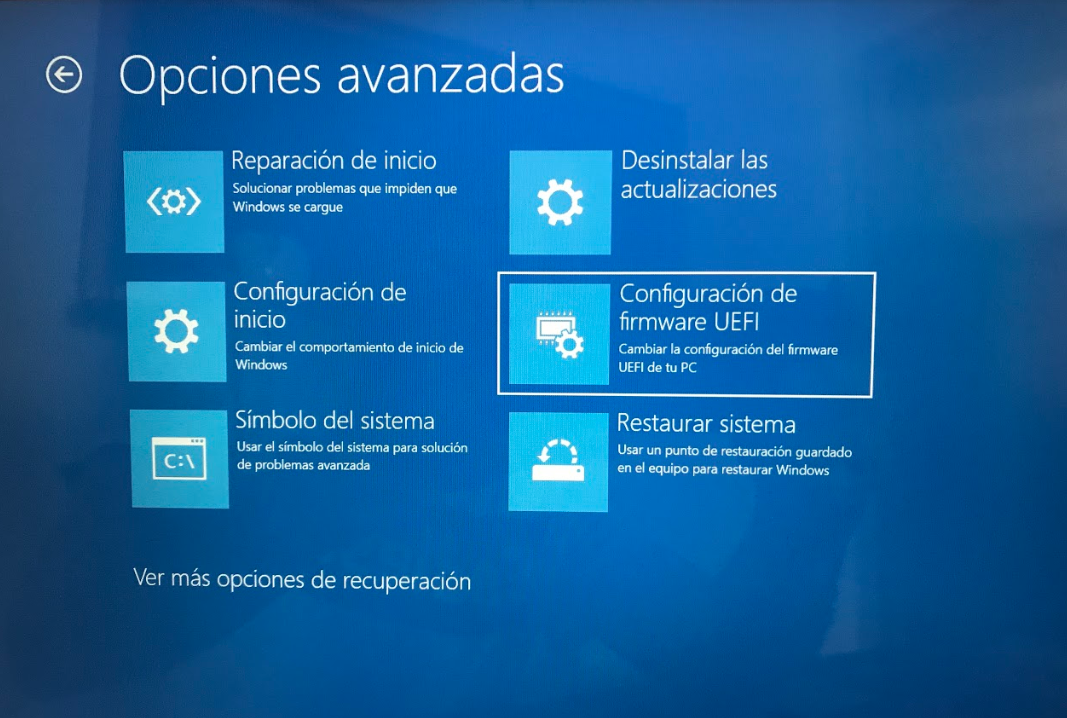 Opciones avanzadas
Reparación de inicio
Solucionar problemas que impiden que
Windows se cargue
Desinstalar las
actualizaciones
Configuración de
inicio
Cambiar el comportamiento de inicio de
Windows
Configuración de
firmware UEFI
Cambiar la configuración del firmware
UEFI de tu PC
Símbolo del sistema
Usar el símbolo del sistema para solución
de problemas avanzada
C:\
Restaurar sistema
Usar un punto de restauración guardado
en el equipo para restaurar Windows
Ver más opciones de recuperación